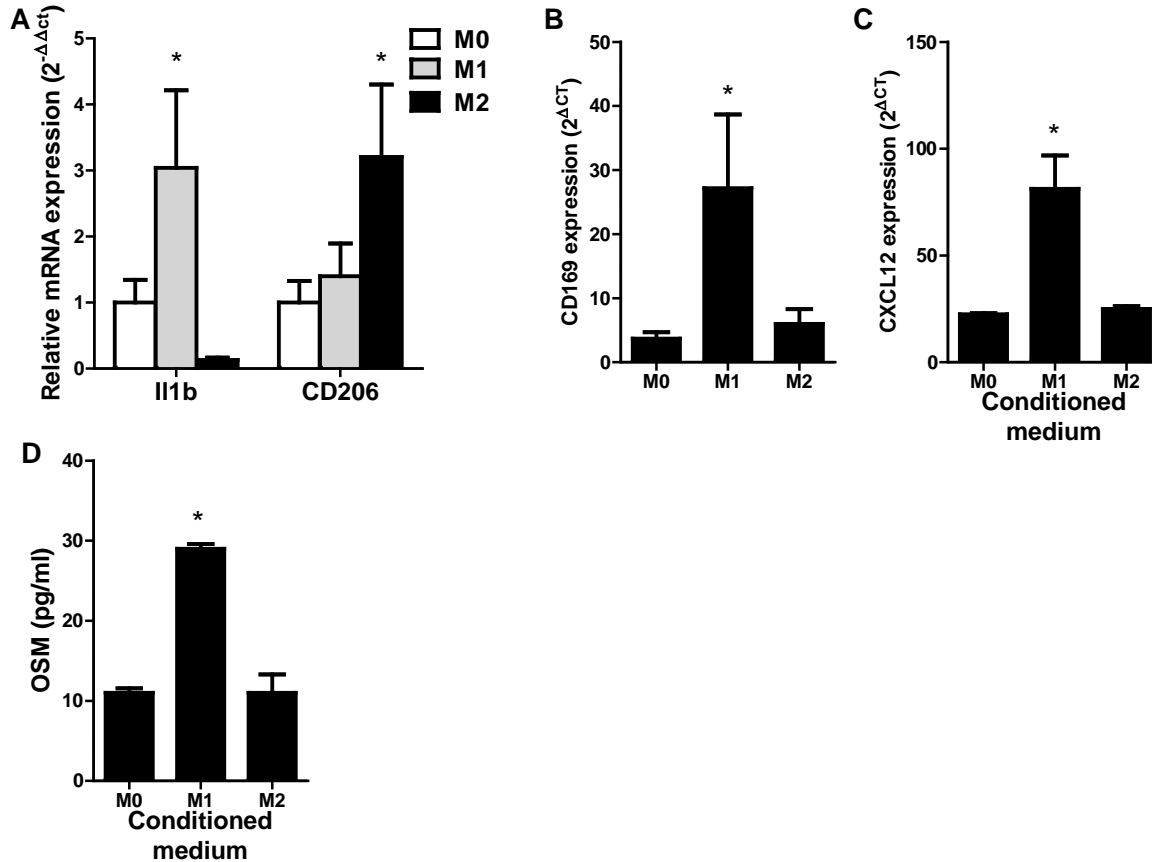 A
Relative mRNA expression (2^-ΔΔct)
5
4
3
2
1
0
*
*
M0
M1
M2
Il1b
CD206
B
CD169 expression (2^ΔCT)
50
40
30
20
10
0
*
M0
M1
M2
C
CXCL12 expression (2^ΔCT)
150
100
50
0
*
M0
M1
M2
Conditioned
medium
D
OSM (pg/ml)
40
30
20
10
0
*
M0
M1
M2
Conditioned
medium